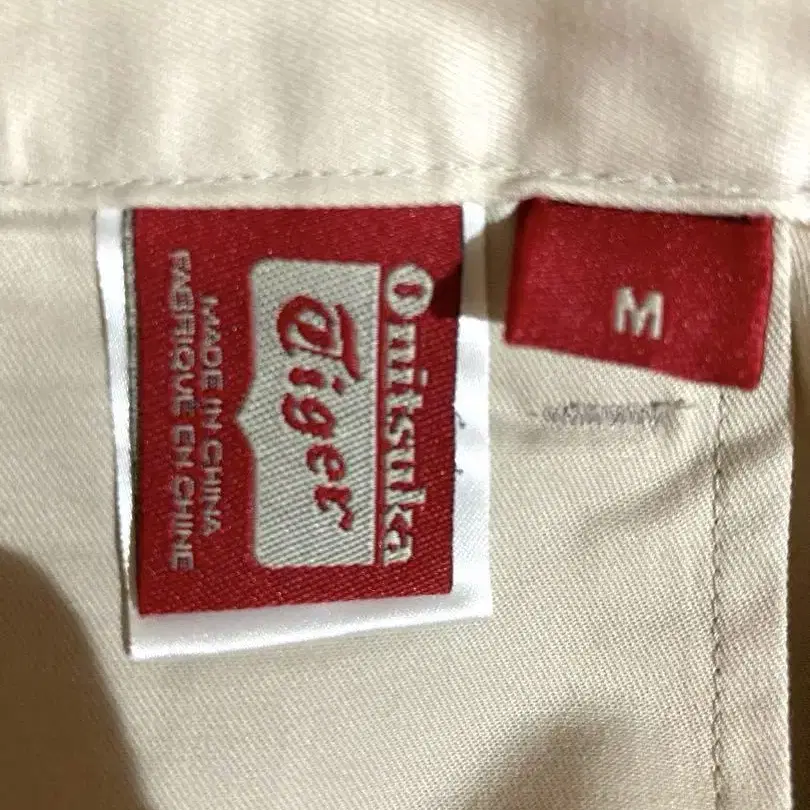 Onitsuka
Tiger
MADE IN CHINA
FABRIQUE EN CHINE
M